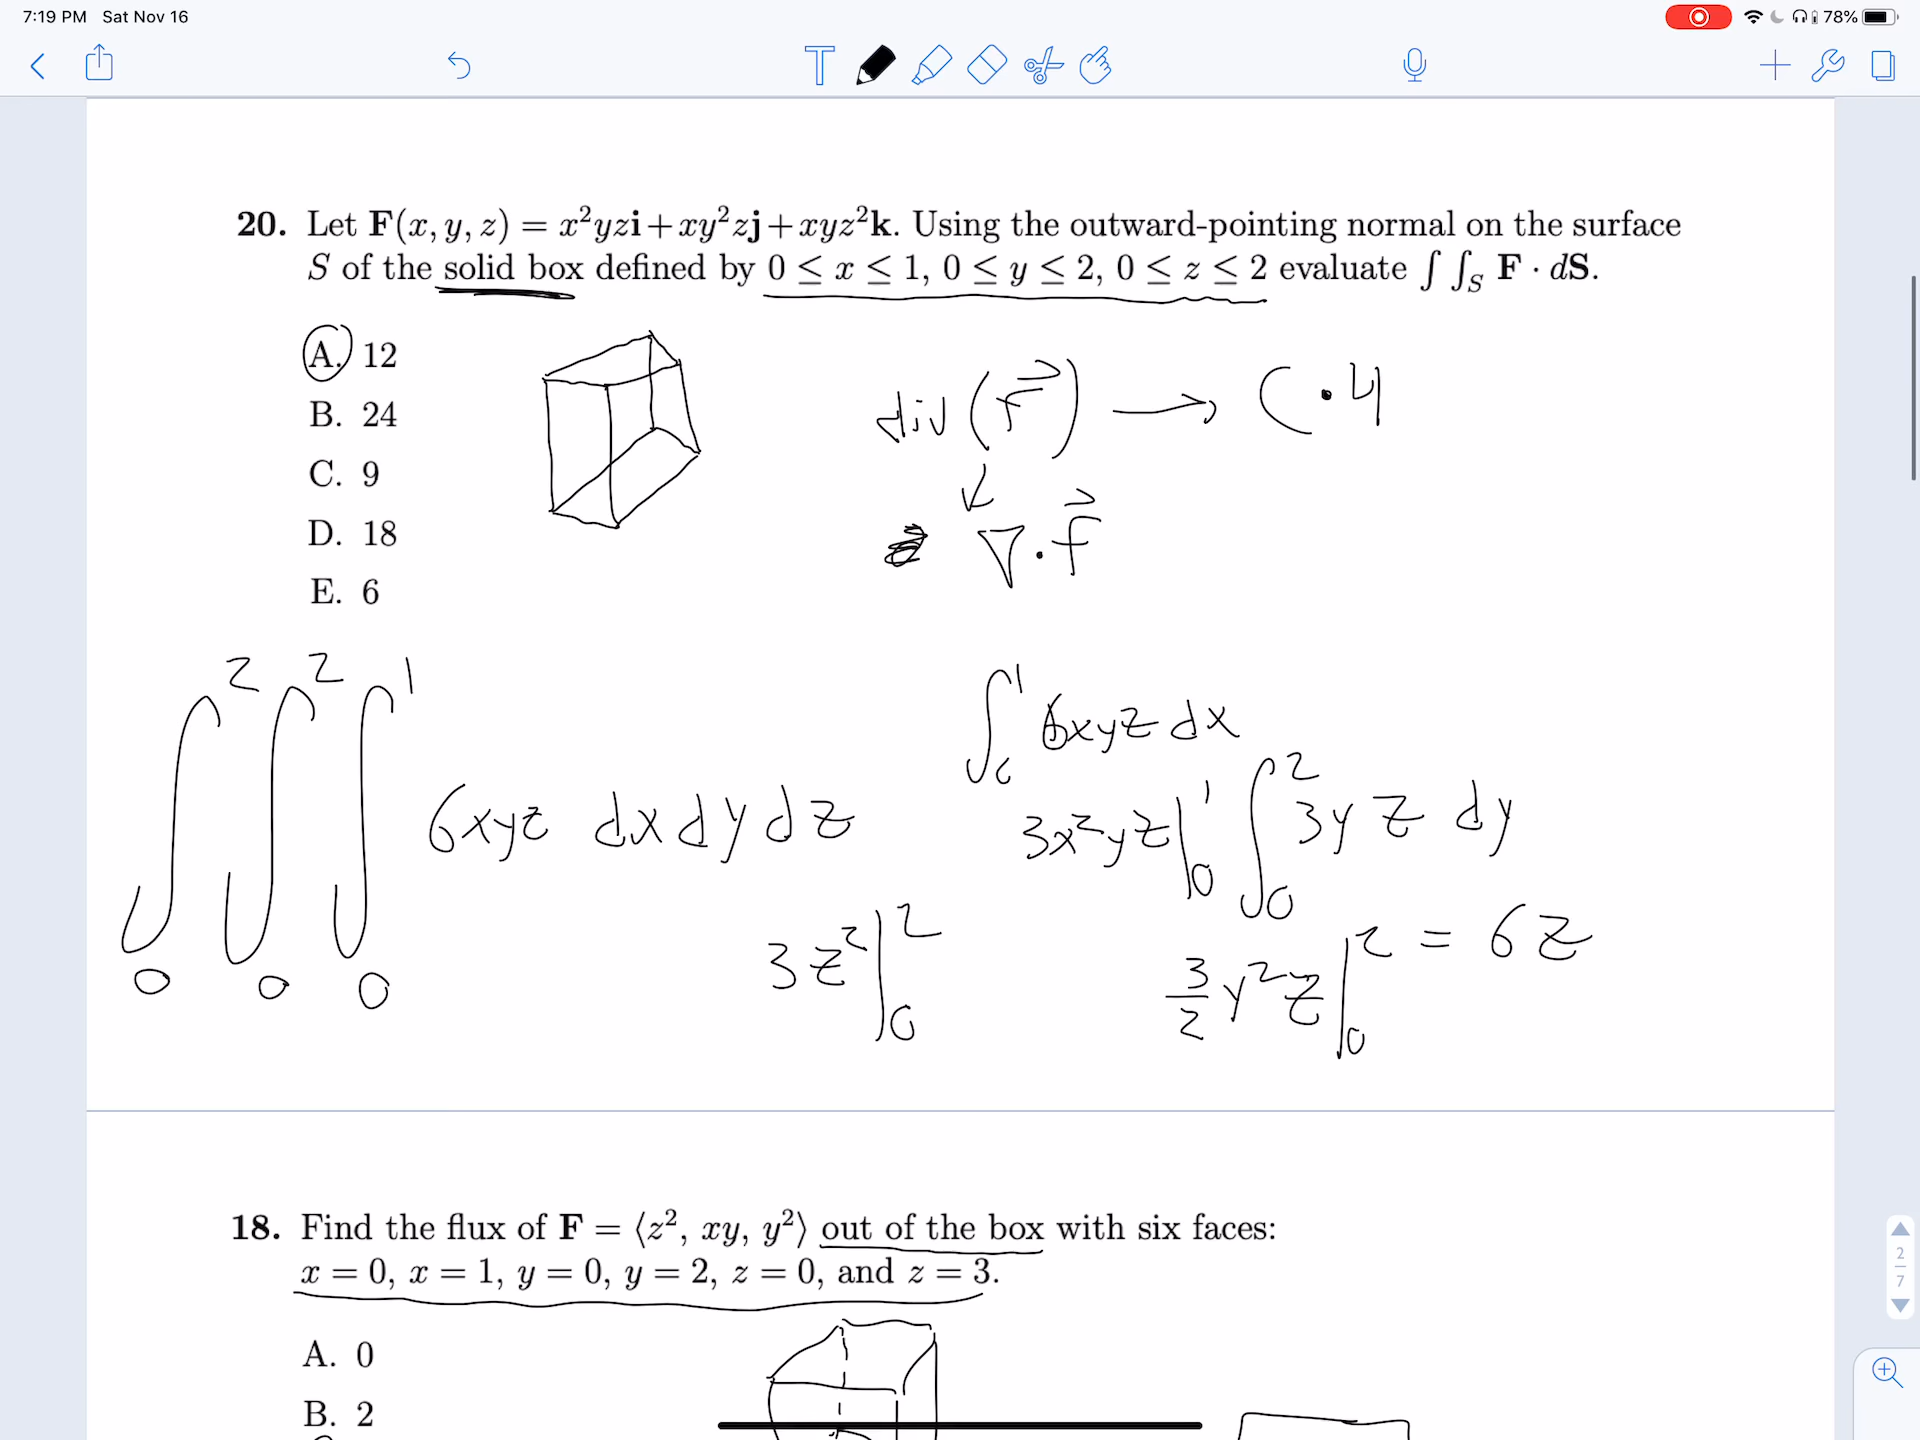 7:19 PM Sat Nov 16
78%
20. Let F(x, y, z) = x²yzi+xy²zj+xyz²k. Using the outward-pointing normal on the surface
S of the solid box defined by 0 ≤ x ≤ 1, 0 ≤ y ≤ 2, 0 ≤ z ≤ 2 evaluate ∫ ∫_S F · dS.
A. 12
B. 24
C. 9
D. 18
E. 6
div(F⃗) → C·4
∇·F⃗
∫₀² ∫₀² ∫₀¹ 6xyz dx dy dz
∫₀¹ 6xyz dx
3x²yz|₀¹ ∫₀² 3yz dy
3/2 y²z|₀² = 6z
3z²|₀²
18. Find the flux of F = ⟨z², xy, y²⟩ out of the box with six faces:
x = 0, x = 1, y = 0, y = 2, z = 0, and z = 3.
A. 0
B. 2
2
7